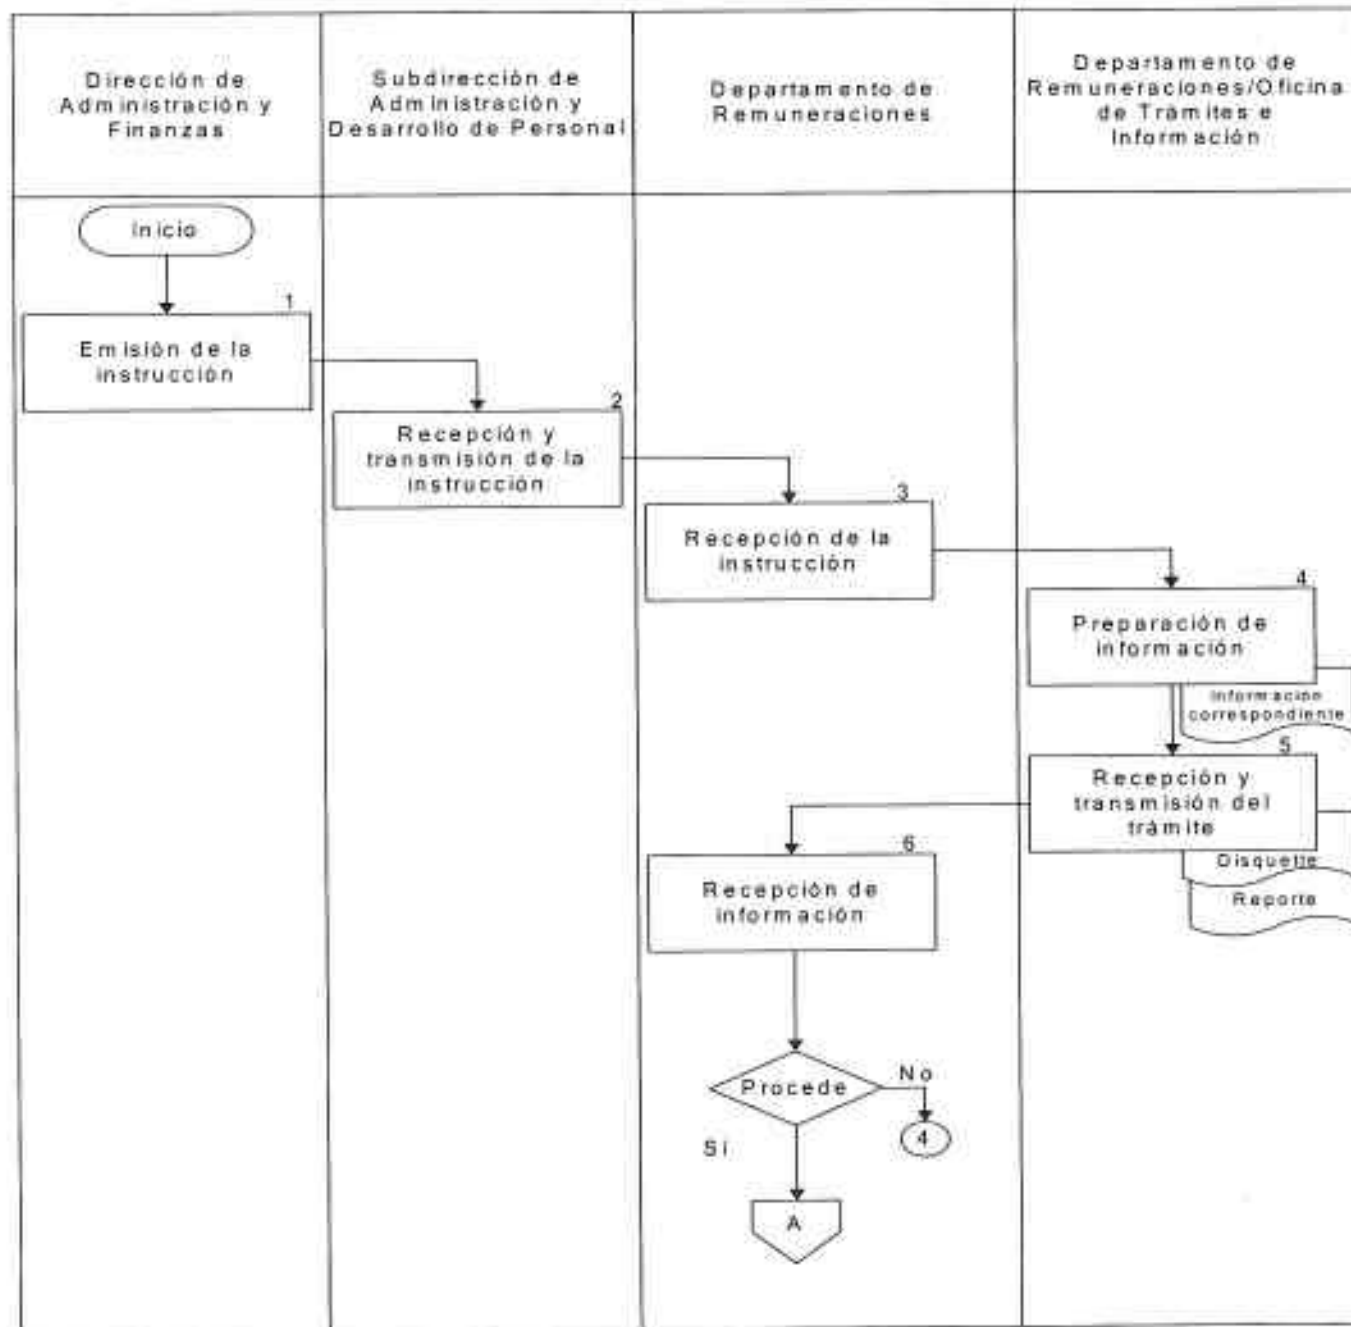 Dirección de
Administración y
Finanzas
Subdirección de
Administración y
Desarrollo de Personal
Departamento de
Remuneraciones
Departamento de
Remuneraciones/Oficina
de Trámites e
Información
Inicio
1
Emisión de la
instrucción
2
Recepción y
transmisión de la
instrucción
3
Recepción de la
instrucción
4
Preparación de
información
Información
correspondiente
5
Recepción y
transmisión del
trámite
Disquette
Reporte
6
Recepción de
información
Procede
No
4
Sí
A